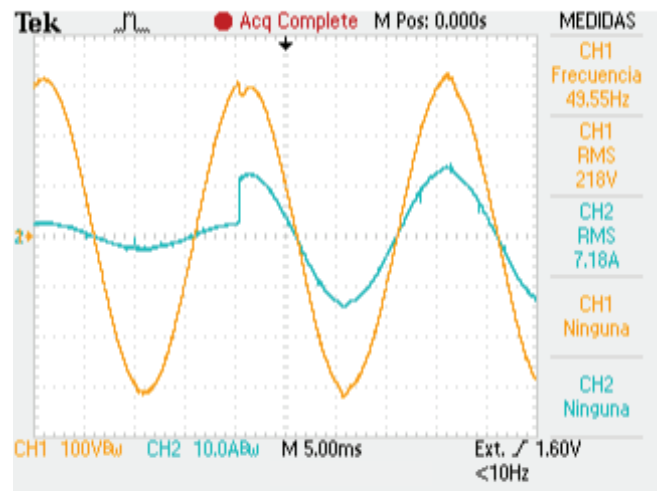 Tek Acq Complete M Pos: 0.000s MEDIDAS
CH1
Frecuencia
49.55Hz
CH1
RMS
218V
CH2
RMS
7.18A
CH1
Ninguna
CH2
Ninguna
2
CH1 100VBW CH2 10.0ABW M 5.00ms Ext. 1.60V
<10Hz